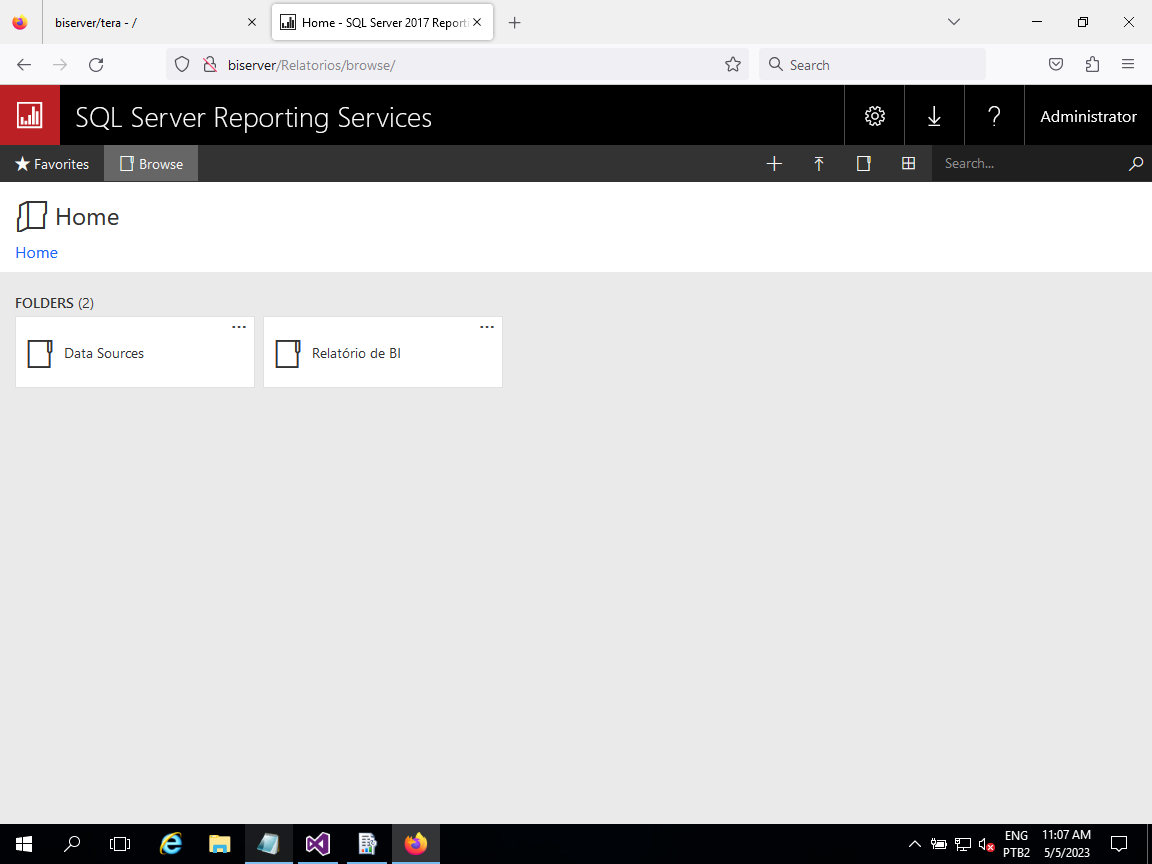 biserver/tera - /
Home - SQL Server 2017 Reporti
biserver/Relatorios/browse/
Search
SQL Server Reporting Services
Administrator
Favorites
Browse
Search...
Home
Home
FOLDERS (2)
Data Sources
Relatório de BI
ENG
PTB2
11:07 AM
5/5/2023